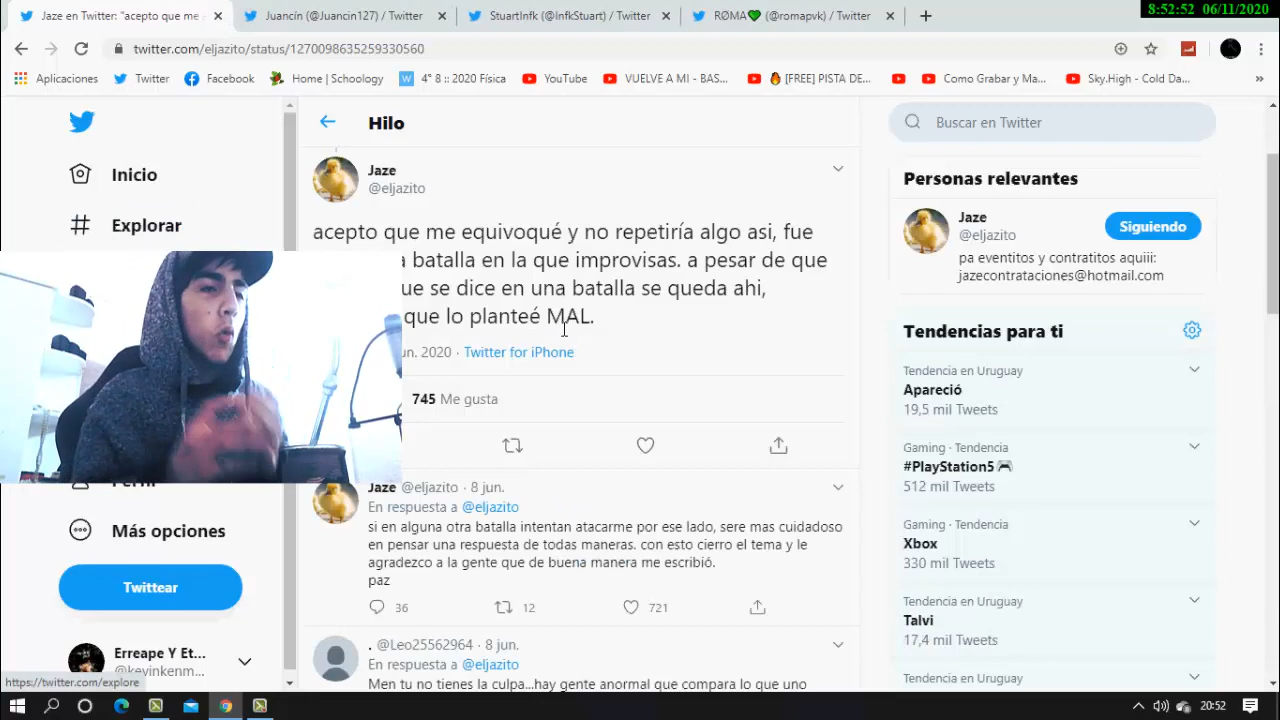 8:52:52 06/11/2020
Jaze en Twitter: "acepto que me
Juancín (@Juancin127) / Twitter
StuartInfk (@InfkStuart) / Twitter
RØMA💚 (@romapvk) / Twitter
twitter.com/eljazito/status/1270098635259330560
Aplicaciones
Twitter
Facebook
Home | Schoology
4° 8 :: 2020 Física
YouTube
VUELVE A MI - BAS...
[FREE] PISTA DE...
Como Grabar y Ma...
Sky.High - Cold Da...
Inicio
Explorar
Más opciones
Twittear
Erreape Y Et...
@kevinkenm...
Hilo
Jaze
@eljazito
acepto que me equivoqué y no repetiría algo asi, fue
a batalla en la que improvisas. a pesar de que
ue se dice en una batalla se queda ahi,
que lo planteé MAL.
un. 2020 · Twitter for iPhone
745 Me gusta
Jaze @eljazito · 8 jun.
En respuesta a @eljazito
si en alguna otra batalla intentan atacarme por ese lado, sere mas cuidadoso
en pensar una respuesta de todas maneras. con esto cierro el tema y le
agradezco a la gente que de buena manera me escribió.
paz
36 12 721
. @Leo25562964 · 8 jun.
En respuesta a @eljazito
Men tu no tienes la culpa...hay gente anormal que compara lo que uno
Buscar en Twitter
Personas relevantes
Jaze
@eljazito
Siguiendo
pa eventitos y contratitos aquiii:
jazecontrataciones@hotmail.com
Tendencias para ti
Tendencia en Uruguay
Apareció
19,5 mil Tweets
Gaming · Tendencia
#PlayStation5🎮
512 mil Tweets
Gaming · Tendencia
Xbox
330 mil Tweets
Tendencia en Uruguay
Talvi
17,4 mil Tweets
Tendencia en Uruguay
https://twitter.com/explore
20:52